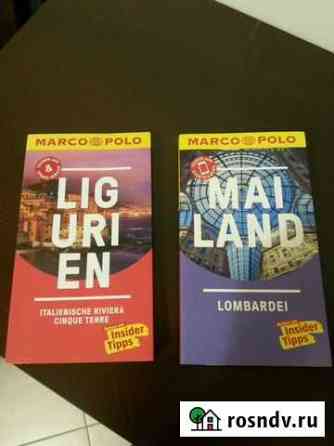 MARCO POLO
LIG
URI
EN
ITALIENISCHE RIVIERA
CINQUE TERRE
Insider
Tipps
MARCO POLO
MAI
LAND
LOMBARDEI
Insider
Tipps
rosndv.ru